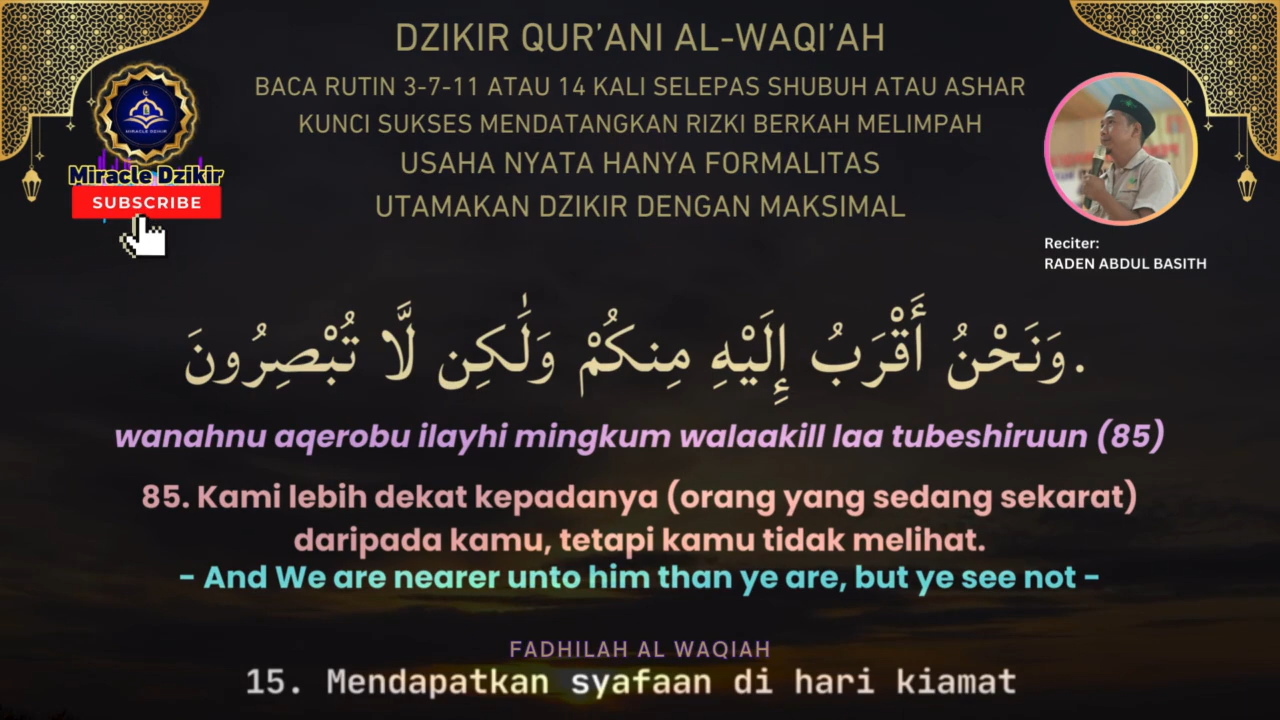 DZIKIR QUR'ANI AL-WAQI'AH
BACA RUTIN 3-7-11 ATAU 14 KALI SELEPAS SHUBUH ATAU ASHAR
KUNCI SUKSES MENDATANGKAN RIZKI BERKAH MELIMPAH
USAHA NYATA HANYA FORMALITAS
UTAMAKAN DZIKIR DENGAN MAKSIMAL
MIRACLE DZIKIR
Miracle Dzikir
SUBSCRIBE
Reciter:
RADEN ABDUL BASITH
وَنَحْنُ أَقْرَبُ إِلَيْهِ مِنكُمْ وَلَٰكِن لَّا تُبْصِرُونَ.
wanahnu aqerobu ilayhi mingkum walaakill laa tubeshiruun (85)
85. Kami lebih dekat kepadanya (orang yang sedang sekarat)
daripada kamu, tetapi kamu tidak melihat.
- And We are nearer unto him than ye are, but ye see not -
FADHILAH AL WAQIAH
15. Mendapatkan syafaan di hari kiamat